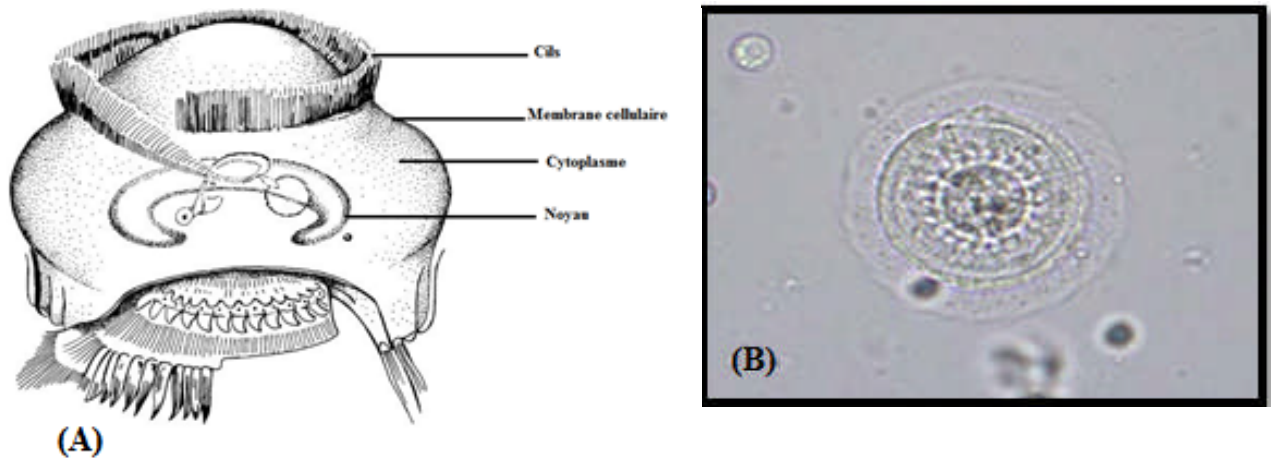 Cils
Membrane cellulaire
Cytoplasme
Noyau
(A)
(B)